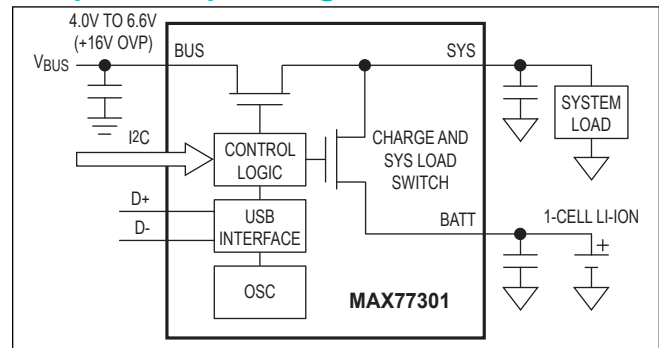 4.0V TO 6.6V
(+16V OVP)
VBUS
BUS
SYS
I2C
CONTROL
LOGIC
CHARGE AND
SYS LOAD
SWITCH
SYSTEM
LOAD
D+
D-
USB
INTERFACE
BATT
1-CELL LI-ION
+
OSC
MAX77301